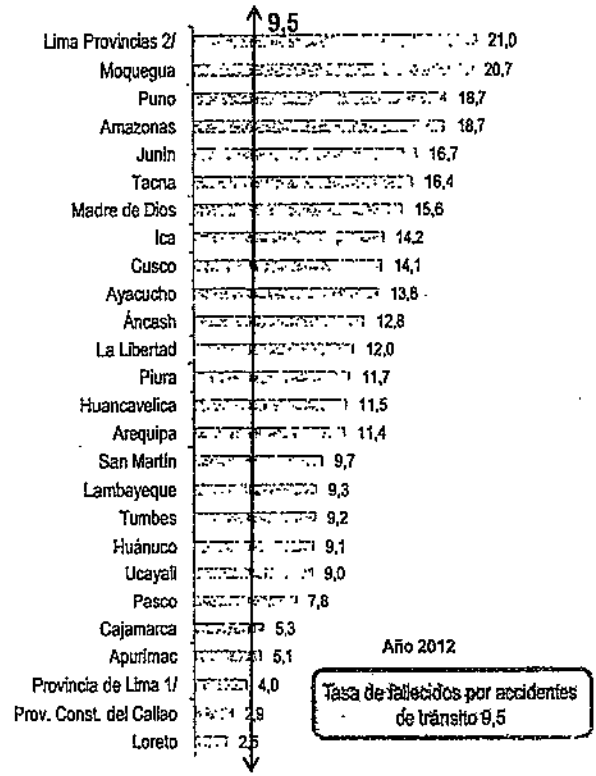 9,5
Lima Provincias 2/ 21,0
Moquegua 20,7
Puno 18,7
Amazonas 18,7
Junín 16,7
Tacna 16,4
Madre de Dios 15,6
Ica 14,2
Cusco 14,1
Ayacucho 13,8
Áncash 12,8
La Libertad 12,0
Piura 11,7
Huancavelica 11,5
Arequipa 11,4
San Martín 9,7
Lambayeque 9,3
Tumbes 9,2
Huánuco 9,1
Ucayali 9,0
Pasco 7,8
Cajamarca 5,3
Apurímac 5,1
Provincia de Lima 1/ 4,0
Prov. Const. del Callao 2,9
Loreto 2,5
Año 2012
Tasa de fallecidos por accidentes
de tránsito 9,5